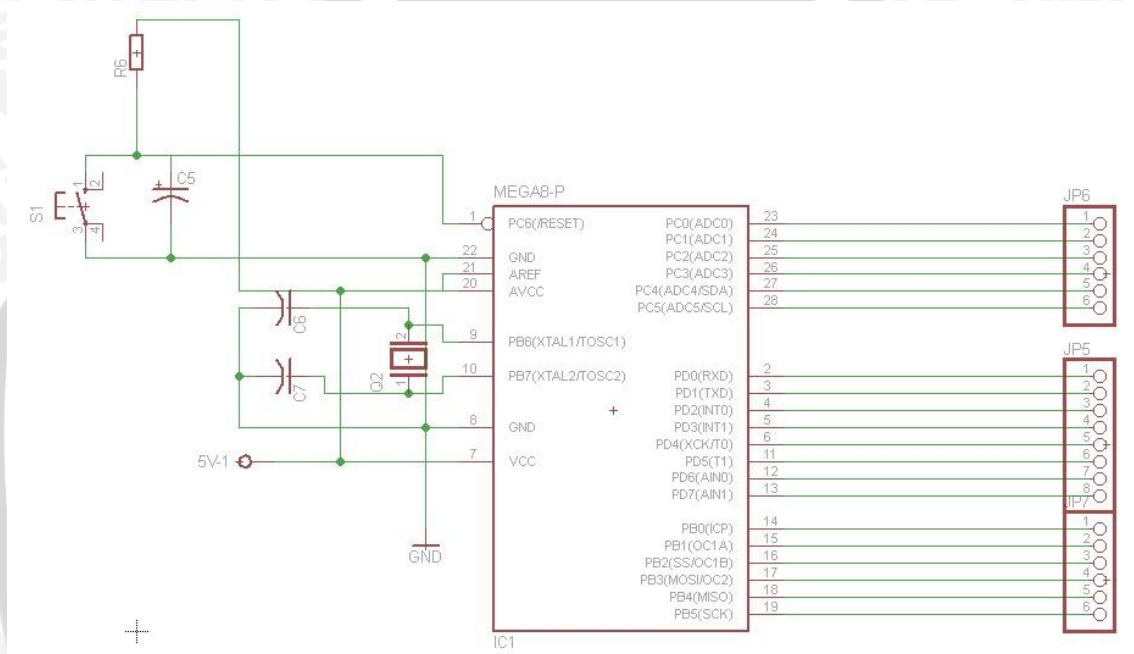 R6
S1
1
2
3
4
C5
MEGA8-P
1
PC6(/RESET)
22
GND
21
AREF
20
AVCC
9
PB6(XTAL1/TOSC1)
10
PB7(XTAL2/TOSC2)
8
GND
7
VCC
C6
C7
Q2
2
1
5V-1
GND
PC0(ADC0) 23
PC1(ADC1) 24
PC2(ADC2) 25
PC3(ADC3) 26
PC4(ADC4/SDA) 27
PC5(ADC5/SCL) 28
PD0(RXD) 2
PD1(TXD) 3
PD2(INT0) 4
PD3(INT1) 5
PD4(XCK/T0) 6
PD5(T1) 11
PD6(AIN0) 12
PD7(AIN1) 13
PB0(ICP) 14
PB1(OC1A) 15
PB2(SS/OC1B) 16
PB3(MOSI/OC2) 17
PB4(MISO) 18
PB5(SCK) 19
IC1
JP6
1
2
3
4
5
6
JP5
1
2
3
4
5
6
7
8
JP7
1
2
3
4
5
6